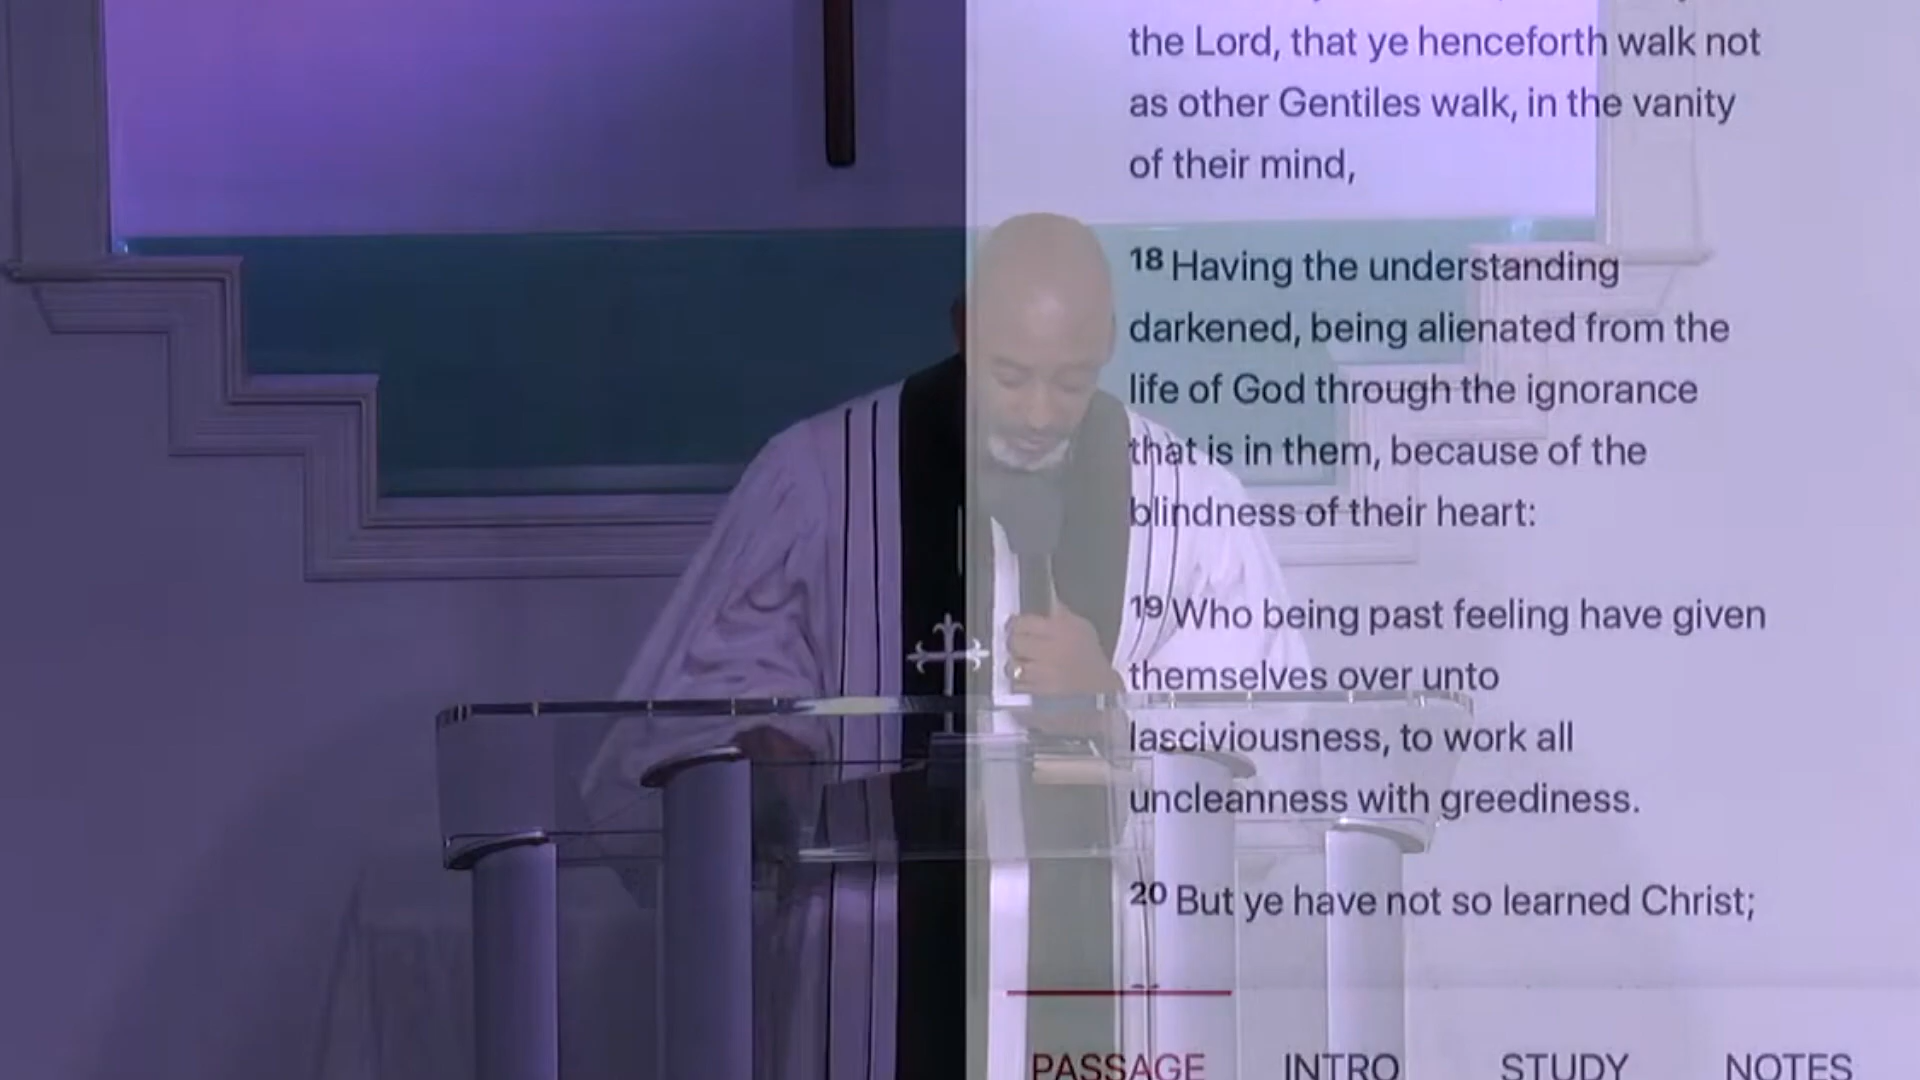 the Lord, that ye henceforth walk not
as other Gentiles walk, in the vanity
of their mind,
18 Having the understanding
darkened, being alienated from the
life of God through the ignorance
that is in them, because of the
blindness of their heart:
19 Who being past feeling have given
themselves over unto
lasciviousness, to work all
uncleanness with greediness.
20 But ye have not so learned Christ;
PASSAGE INTRO STUDY NOTES